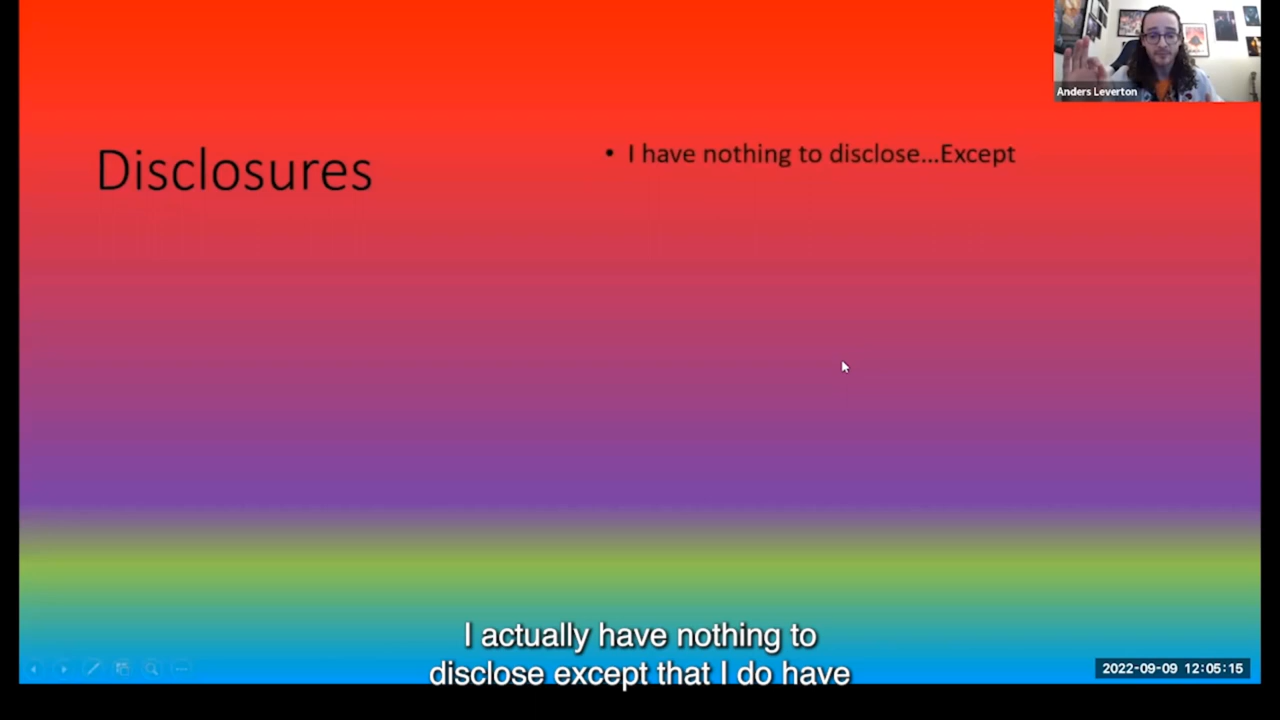 Anders Leverton
Disclosures
• I have nothing to disclose...Except
I actually have nothing to
disclose except that I do have
2022-09-09 12:05:15